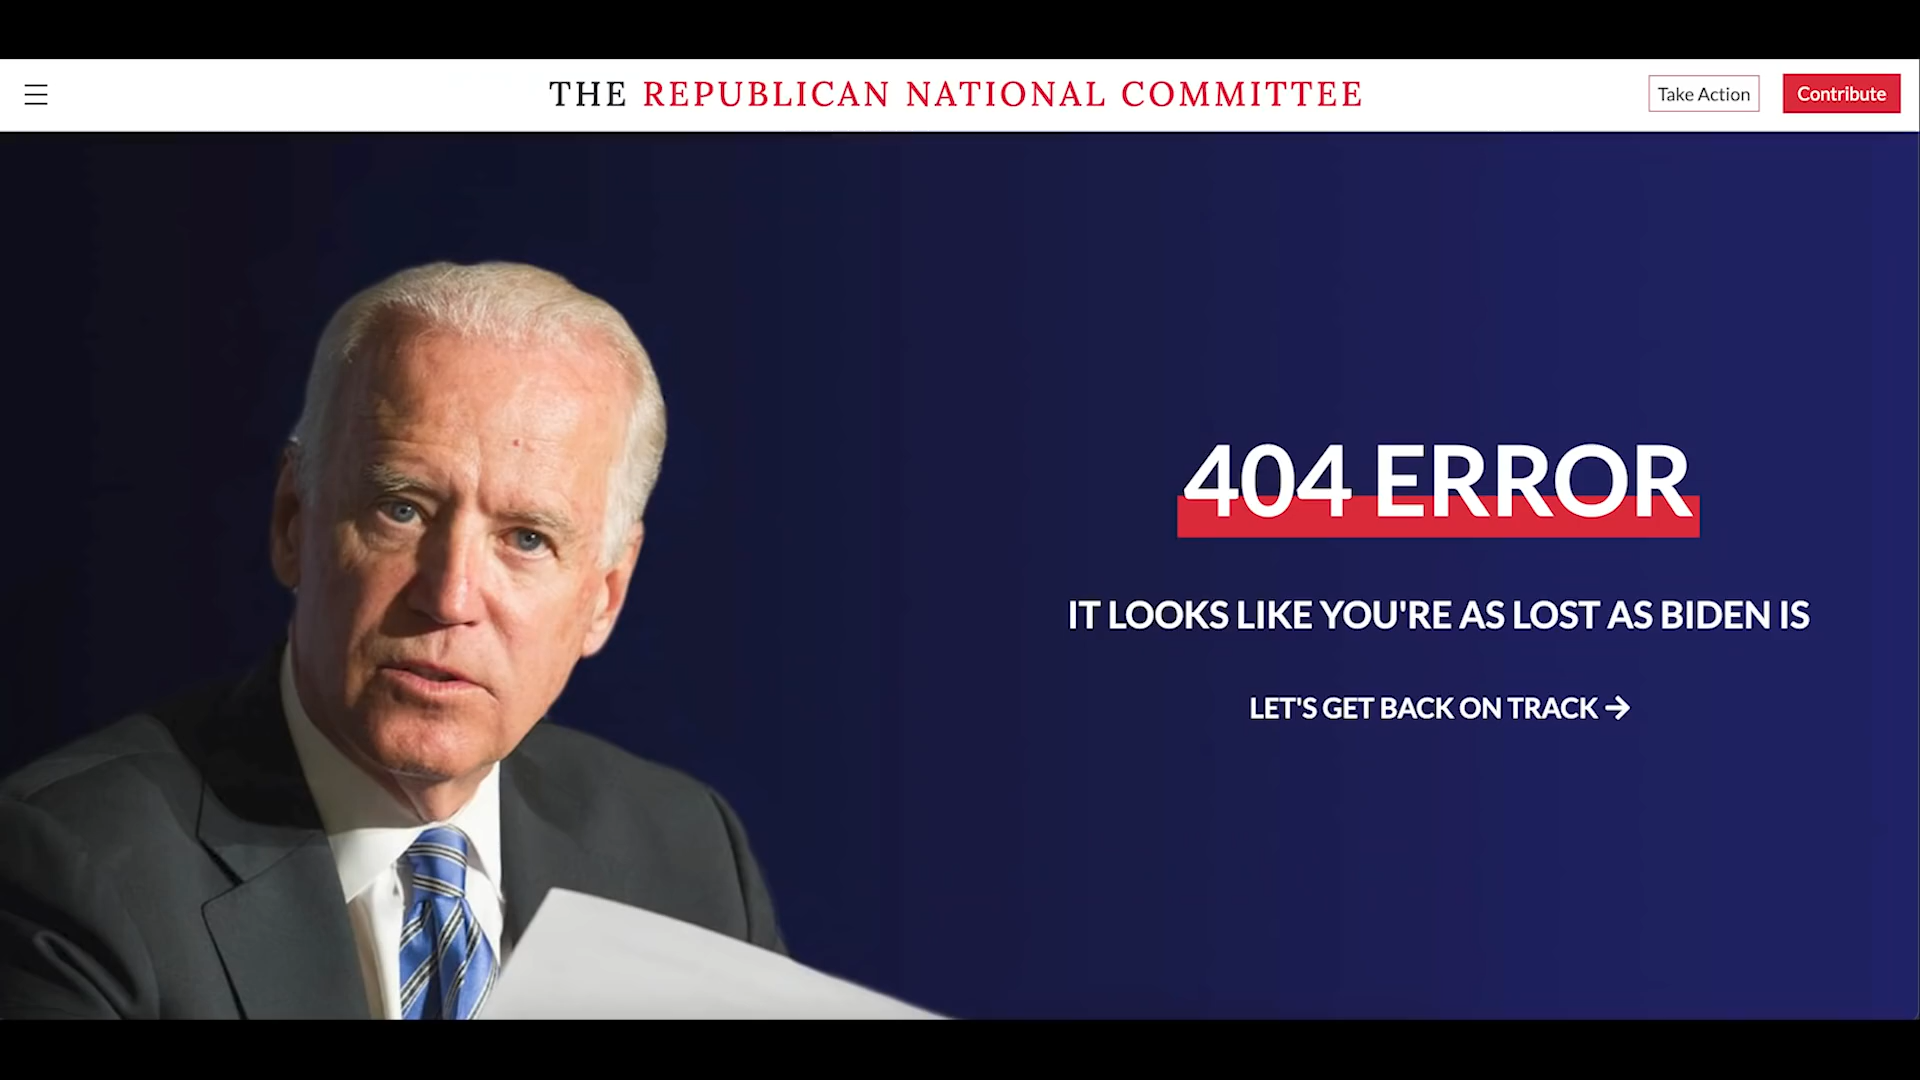 THE REPUBLICAN NATIONAL COMMITTEE
Take Action
Contribute
404 ERROR
IT LOOKS LIKE YOU'RE AS LOST AS BIDEN IS
LET'S GET BACK ON TRACK →